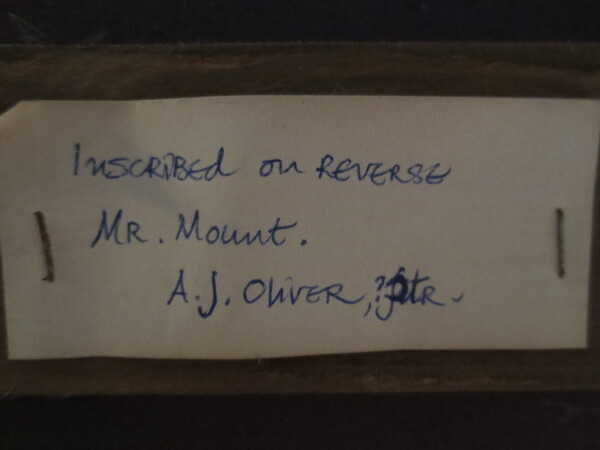 Inscribed on REVERSE
Mr. Mount.
A.J. Oliver,